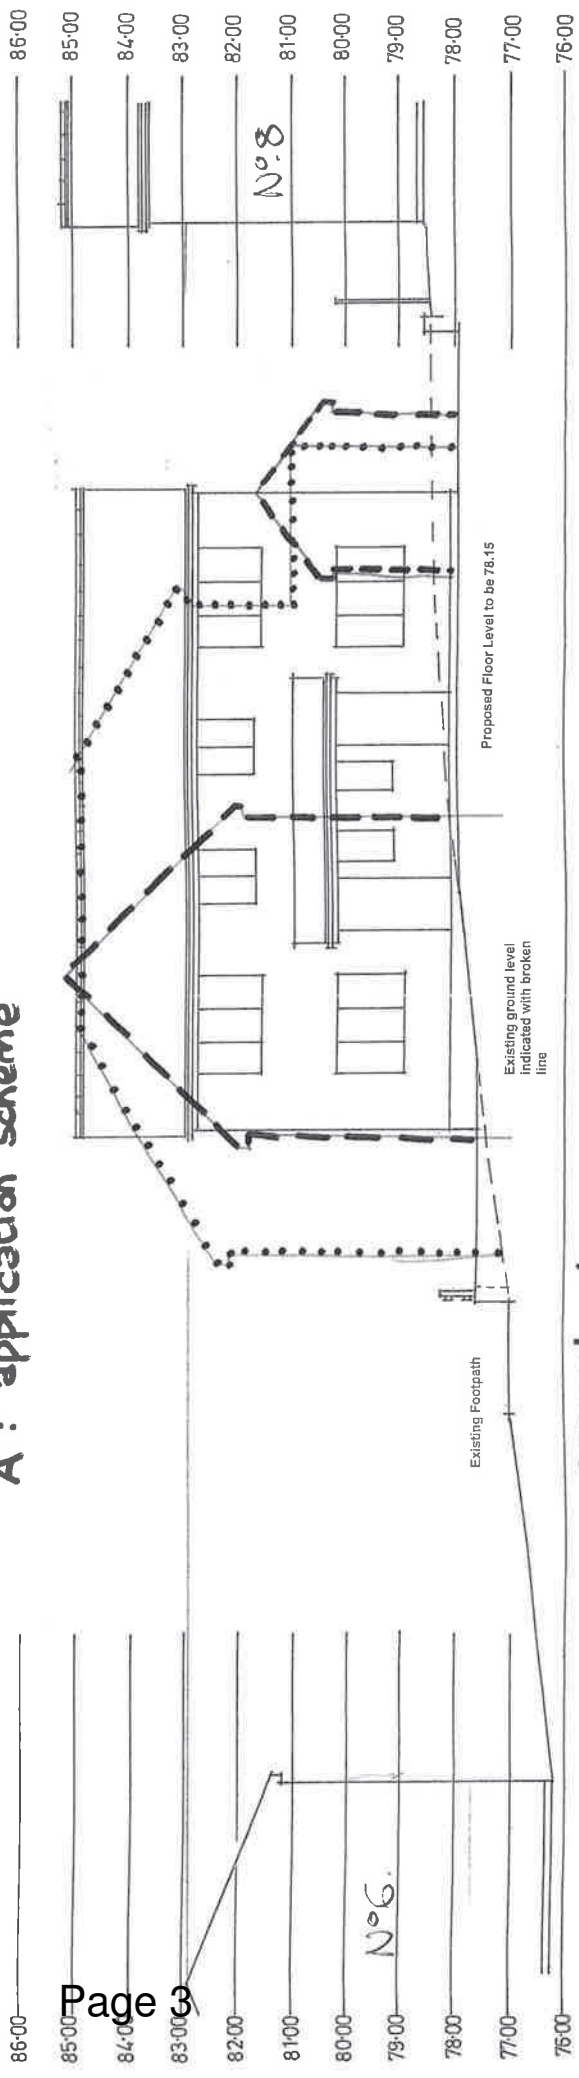 A : application scheme
86·00
85·00
84·00
83·00
82·00
81·00
80·00
79·00
78·00
77·00
76·00
86·00
85·00
84·00
83·00
82·00
81·00
80·00
79·00
78·00
77·00
76·00
Nº6.
Nº.8
Existing Footpath
Existing ground level
indicated with broken
line
Proposed Floor Level to be 78.15
Page 3